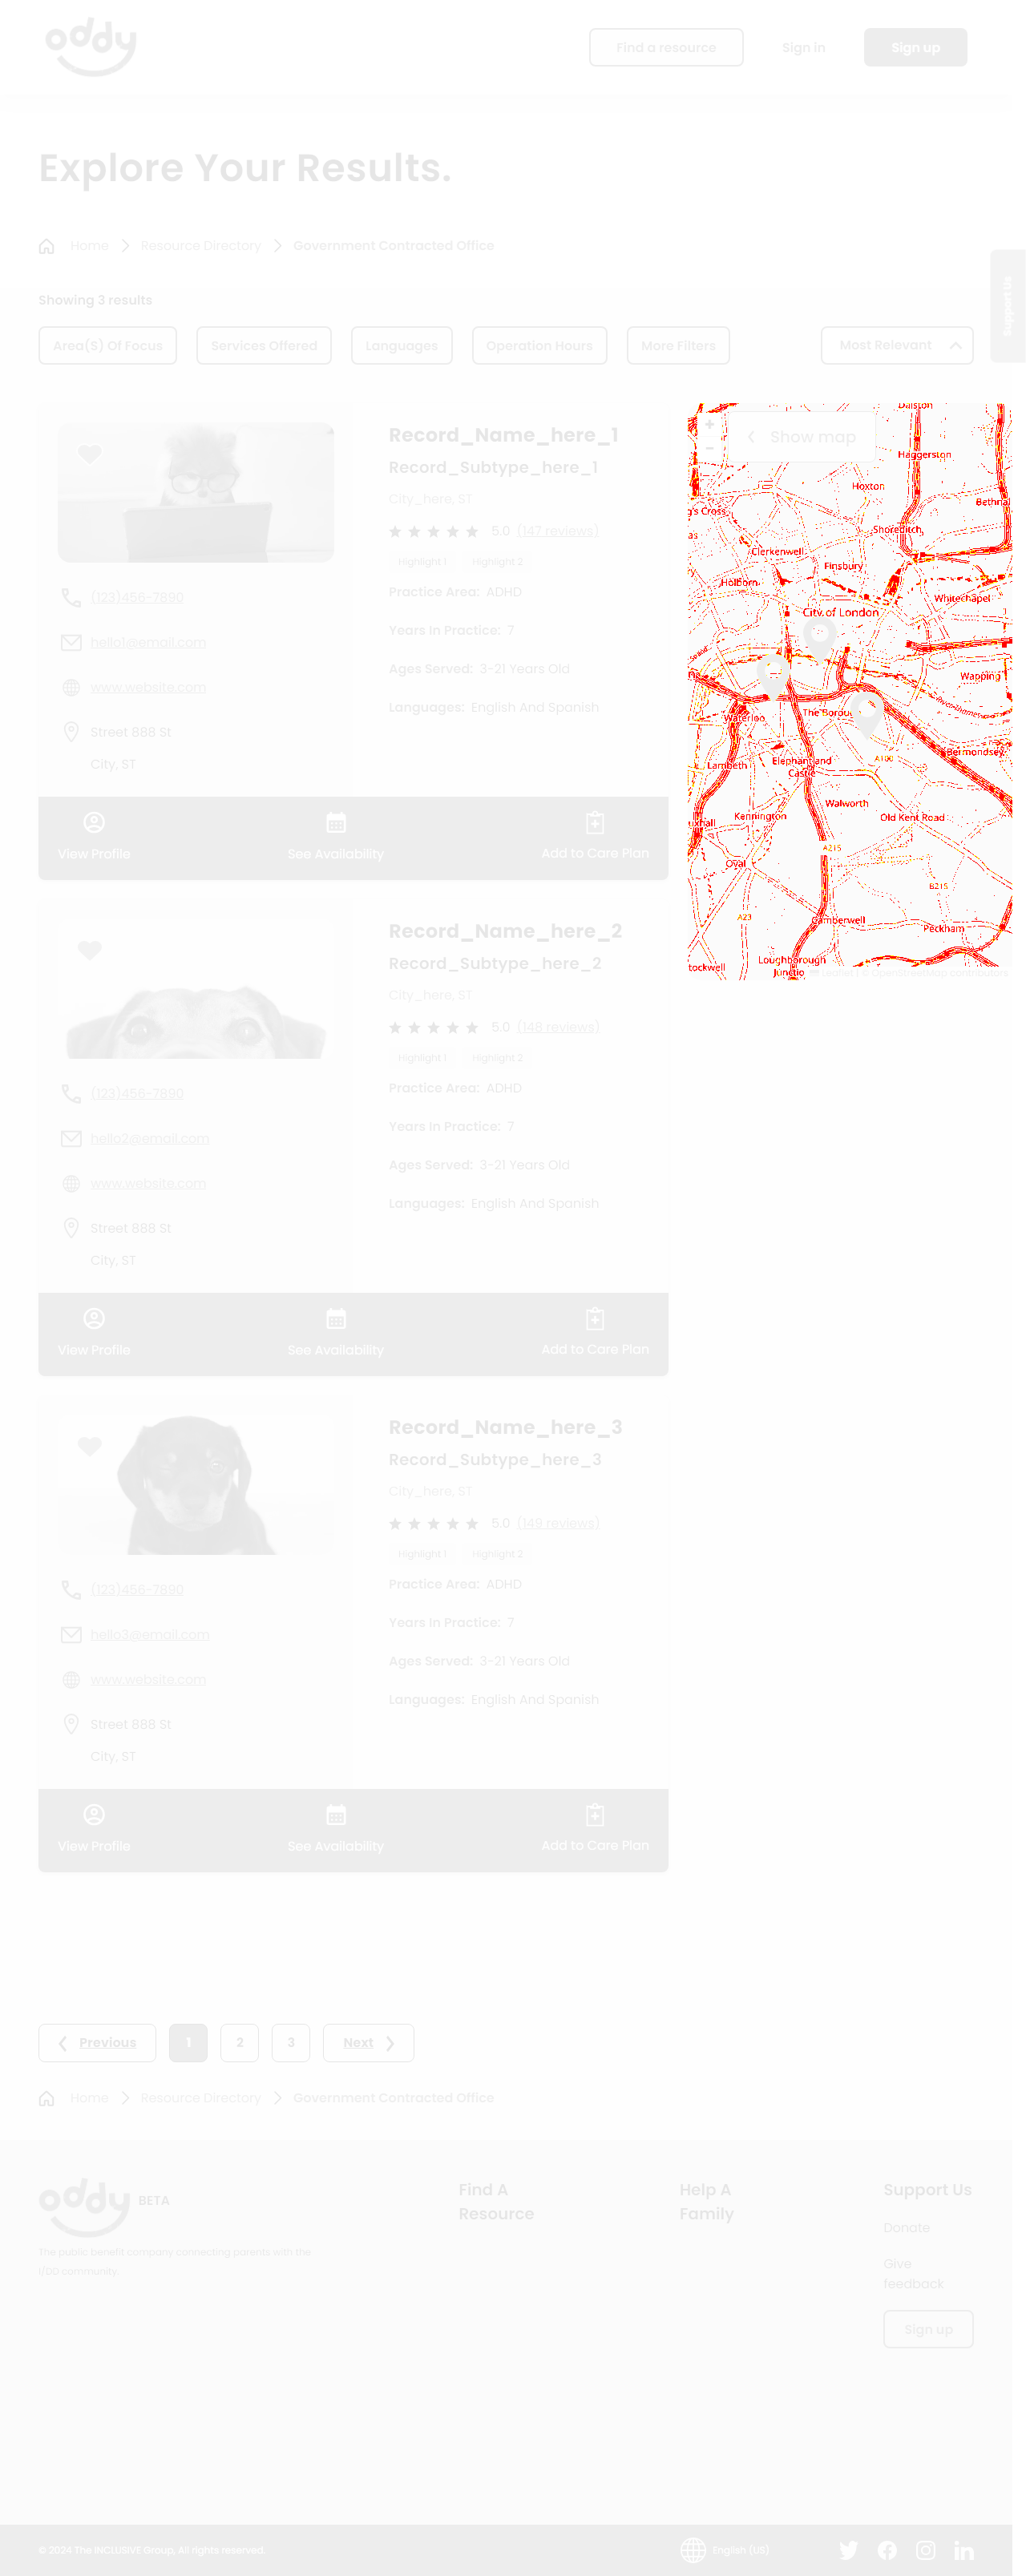 oddy
Find a resource
Sign in
Sign up
Explore Your Results.
Home
Resource Directory
Government Contracted Office
Support Us
Showing 3 results
Area(S) Of Focus
Services Offered
Languages
Operation Hours
More Filters
Most Relevant
Record_Name_here_1
Record_Subtype_here_1
City_here, ST
5.0 (147 reviews)
Highlight 1
Highlight 2
Practice Area: ADHD
Years In Practice: 7
Ages Served: 3-21 Years Old
Languages: English And Spanish
(123)456-7890
hello1@email.com
www.website.com
Street 888 St
City, ST
View Profile
See Availability
Add to Care Plan
+
−
Show map
Dalston
Haggerston
Hoxton
Bethnal
g's Cross
Shoreditch
as
Clerkenwell
Finsbury
Holborn
Whitechapel
City of London
Wapping
River Thames
The Borou
Waterloo
Bermondsey
A100
Elephant and
Castle
Lambeth
Walworth
Kennington
Old Kent Road
uxhall
A215
Oval
B215
A23
Camberwell
Peckham
Loughborough
Junctio
tockwell
Record_Name_here_2
Record_Subtype_here_2
City_here, ST
5.0 (148 reviews)
Highlight 1
Highlight 2
Practice Area: ADHD
Years In Practice: 7
Ages Served: 3-21 Years Old
Languages: English And Spanish
(123)456-7890
hello2@email.com
www.website.com
Street 888 St
City, ST
View Profile
See Availability
Add to Care Plan
Record_Name_here_3
Record_Subtype_here_3
City_here, ST
5.0 (149 reviews)
Highlight 1
Highlight 2
Practice Area: ADHD
Years In Practice: 7
Ages Served: 3-21 Years Old
Languages: English And Spanish
(123)456-7890
hello3@email.com
www.website.com
Street 888 St
City, ST
View Profile
See Availability
Add to Care Plan
Previous
1
2
3
Next
Home
Resource Directory
Government Contracted Office
oddy BETA
The public benefit company connecting parents with the
I/DD community.
Find A
Resource
Help A
Family
Support Us
Donate
Give
feedback
Sign up
© 2024 The INCLUSIVE Group, All rights reserved.
English (US)